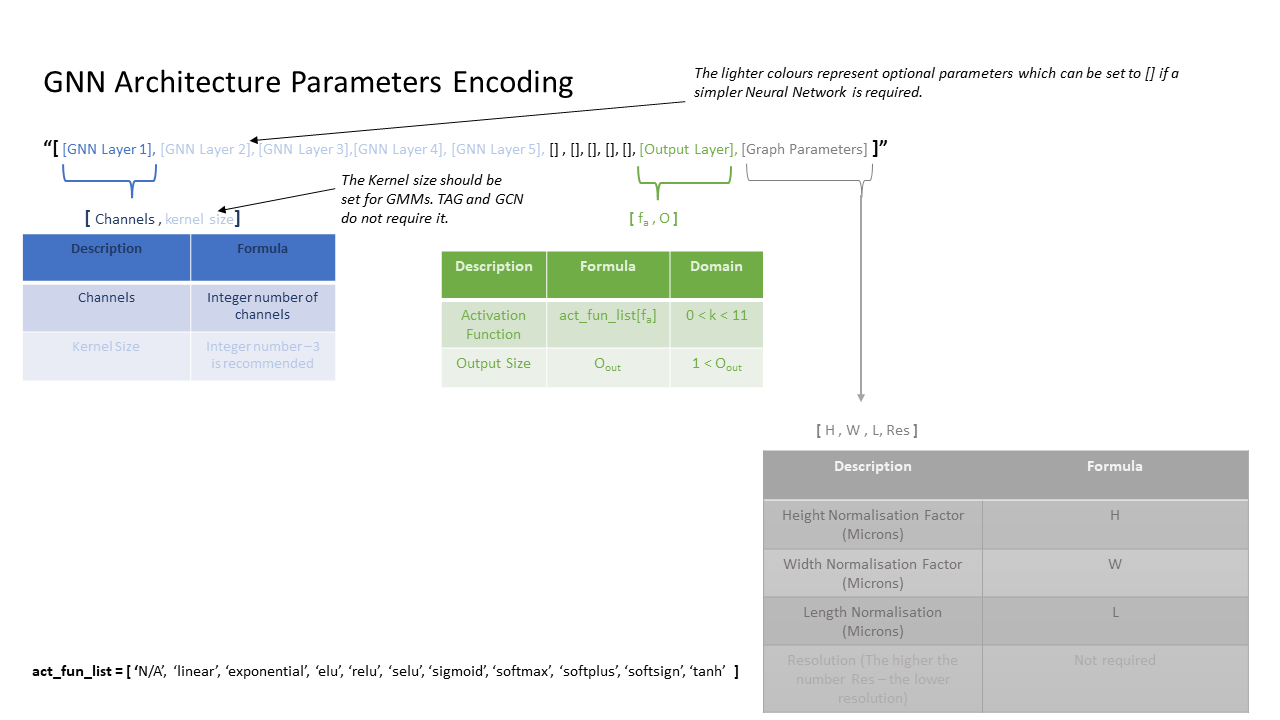 GNN Architecture Parameters Encoding
The lighter colours represent optional parameters which can be set to [] if a
simpler Neural Network is required.
“[ [GNN Layer 1], [GNN Layer 2], [GNN Layer 3],[GNN Layer 4], [GNN Layer 5], [] , [], [], [], [], [Output Layer], [Graph Parameters] ]”
The Kernel size should be
set for GMMs. TAG and GCN
do not require it.
[ Channels , kernel size]
Description Formula
Channels Integer number of
channels
Kernel Size Integer number – 3
is recommended
[ fa , O ]
Description Formula Domain
Activation
Function act_fun_list[fa] 0 < k < 11
Output Size Oout 1 < Oout
[ H , W , L, Res ]
Description Formula
Height Normalisation Factor
(Microns) H
Width Normalisation Factor
(Microns) W
Length Normalisation
(Microns) L
Resolution (The higher the
number Res – the lower
resolution) Not required
act_fun_list = [ ‘N/A’, ‘linear’, ‘exponential’, ‘elu’, ‘relu’, ‘selu’, ‘sigmoid’, ‘softmax’, ‘softplus’, ‘softsign’, ‘tanh’ ]